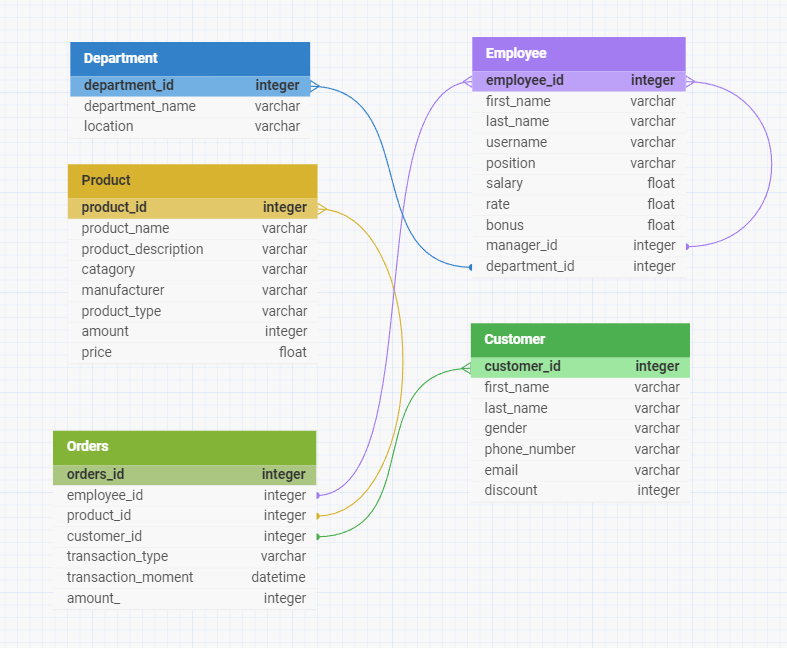 Department
department_id integer
department_name varchar
location varchar
Employee
employee_id integer
first_name varchar
last_name varchar
username varchar
position varchar
salary float
rate float
bonus float
manager_id integer
department_id integer
Product
product_id integer
product_name varchar
product_description varchar
catagory varchar
manufacturer varchar
product_type varchar
amount integer
price float
Customer
customer_id integer
first_name varchar
last_name varchar
gender varchar
phone_number varchar
email varchar
discount integer
Orders
orders_id integer
employee_id integer
product_id integer
customer_id integer
transaction_type varchar
transaction_moment datetime
amount_ integer